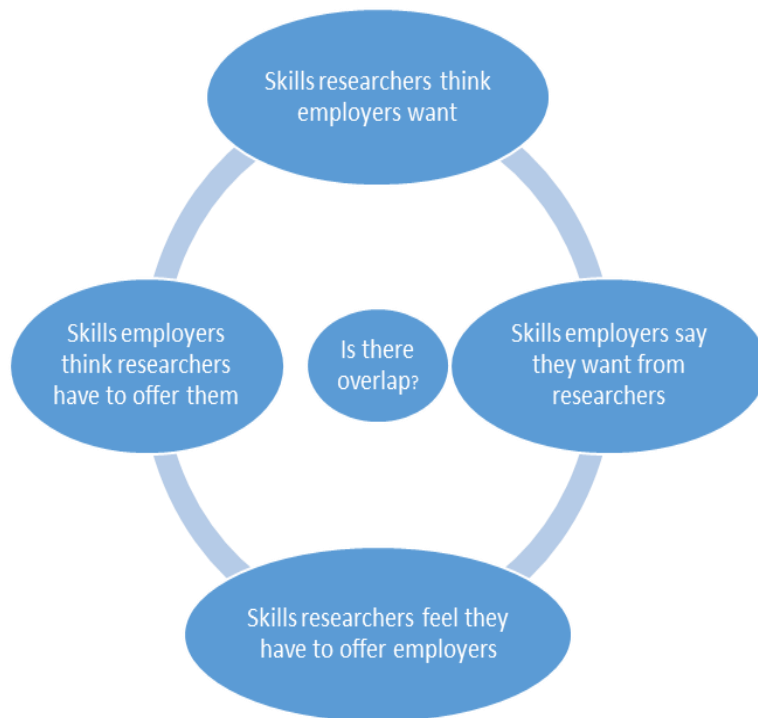 Skills researchers think
employers want
Skills employers
think researchers
have to offer them
Is there
overlap?
Skills employers say
they want from
researchers
Skills researchers feel they
have to offer employers